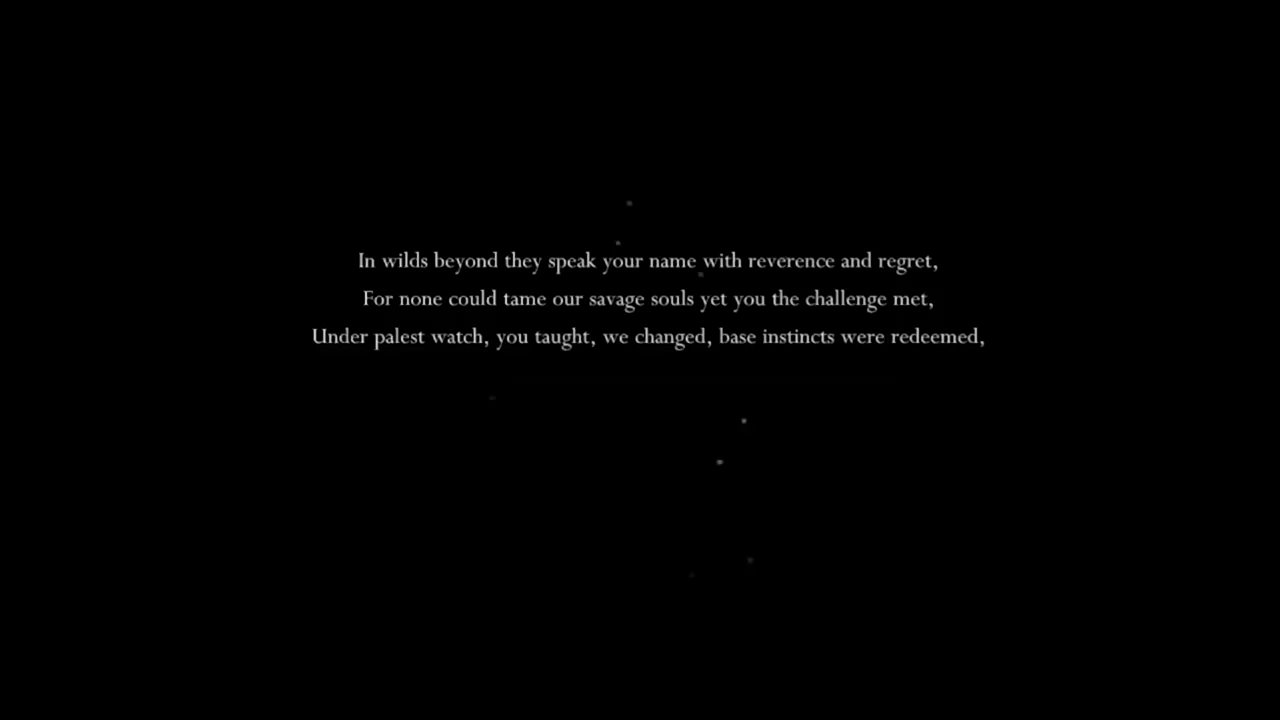 In wilds beyond they speak your name with reverence and regret,
For none could tame our savage souls yet you the challenge met,
Under palest watch, you taught, we changed, base instincts were redeemed,